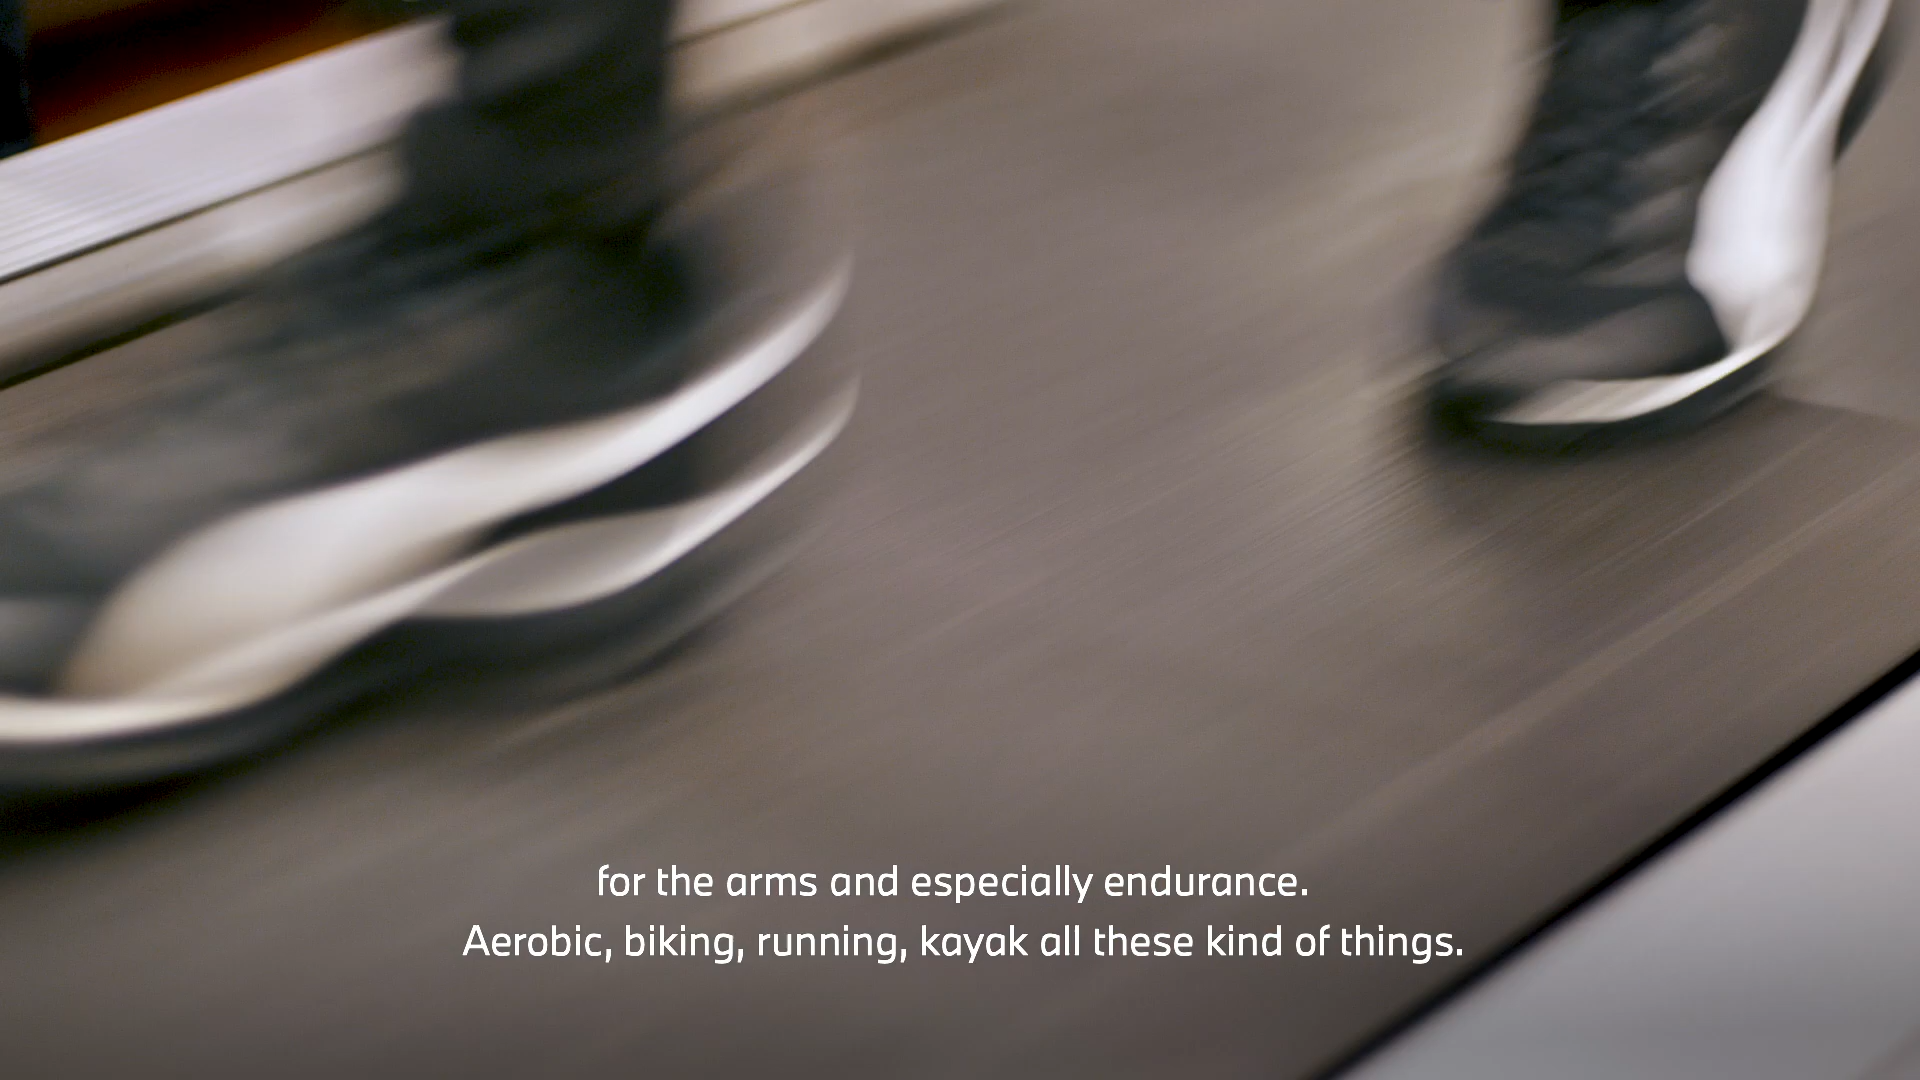 for the arms and especially endurance.
Aerobic, biking, running, kayak all these kind of things.